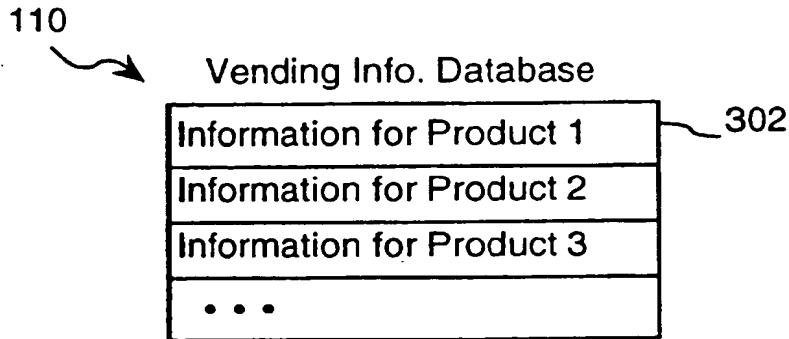 110
Vending Info. Database
Information for Product 1
302
Information for Product 2
Information for Product 3
• • •